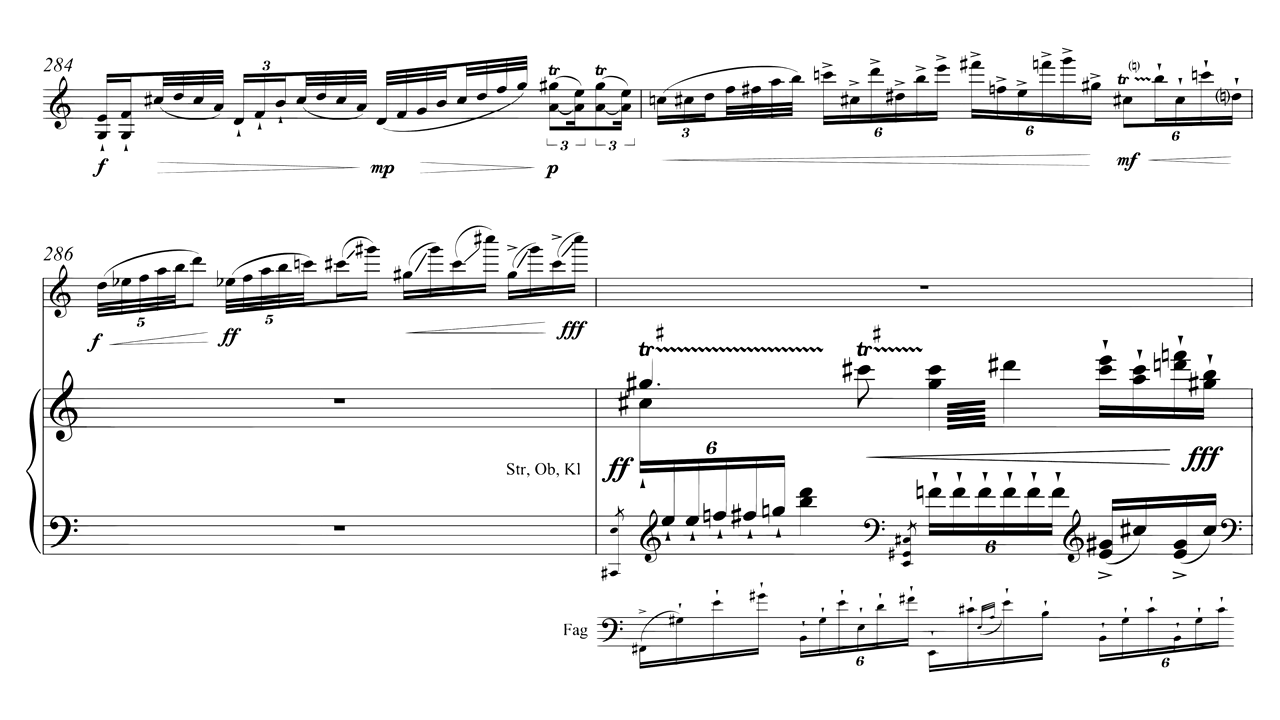 284
3
tr tr
3 3
f mp p
3 6 6 tr 6
mf
286
5 5
f ff fff
tr tr
6
Str, Ob, Kl
ff fff
6
Fag
6 6